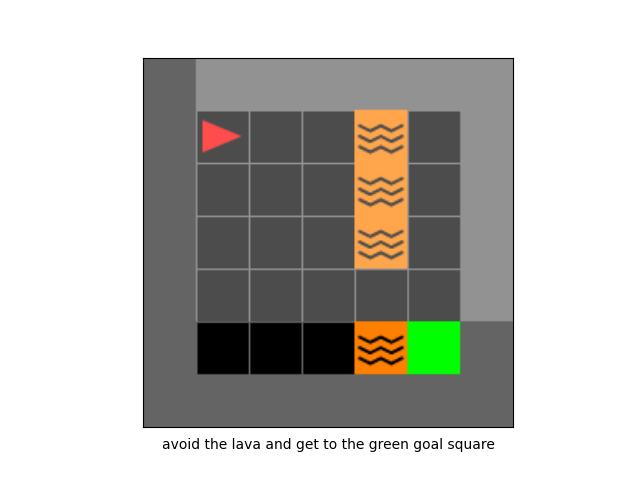 avoid the lava and get to the green goal square